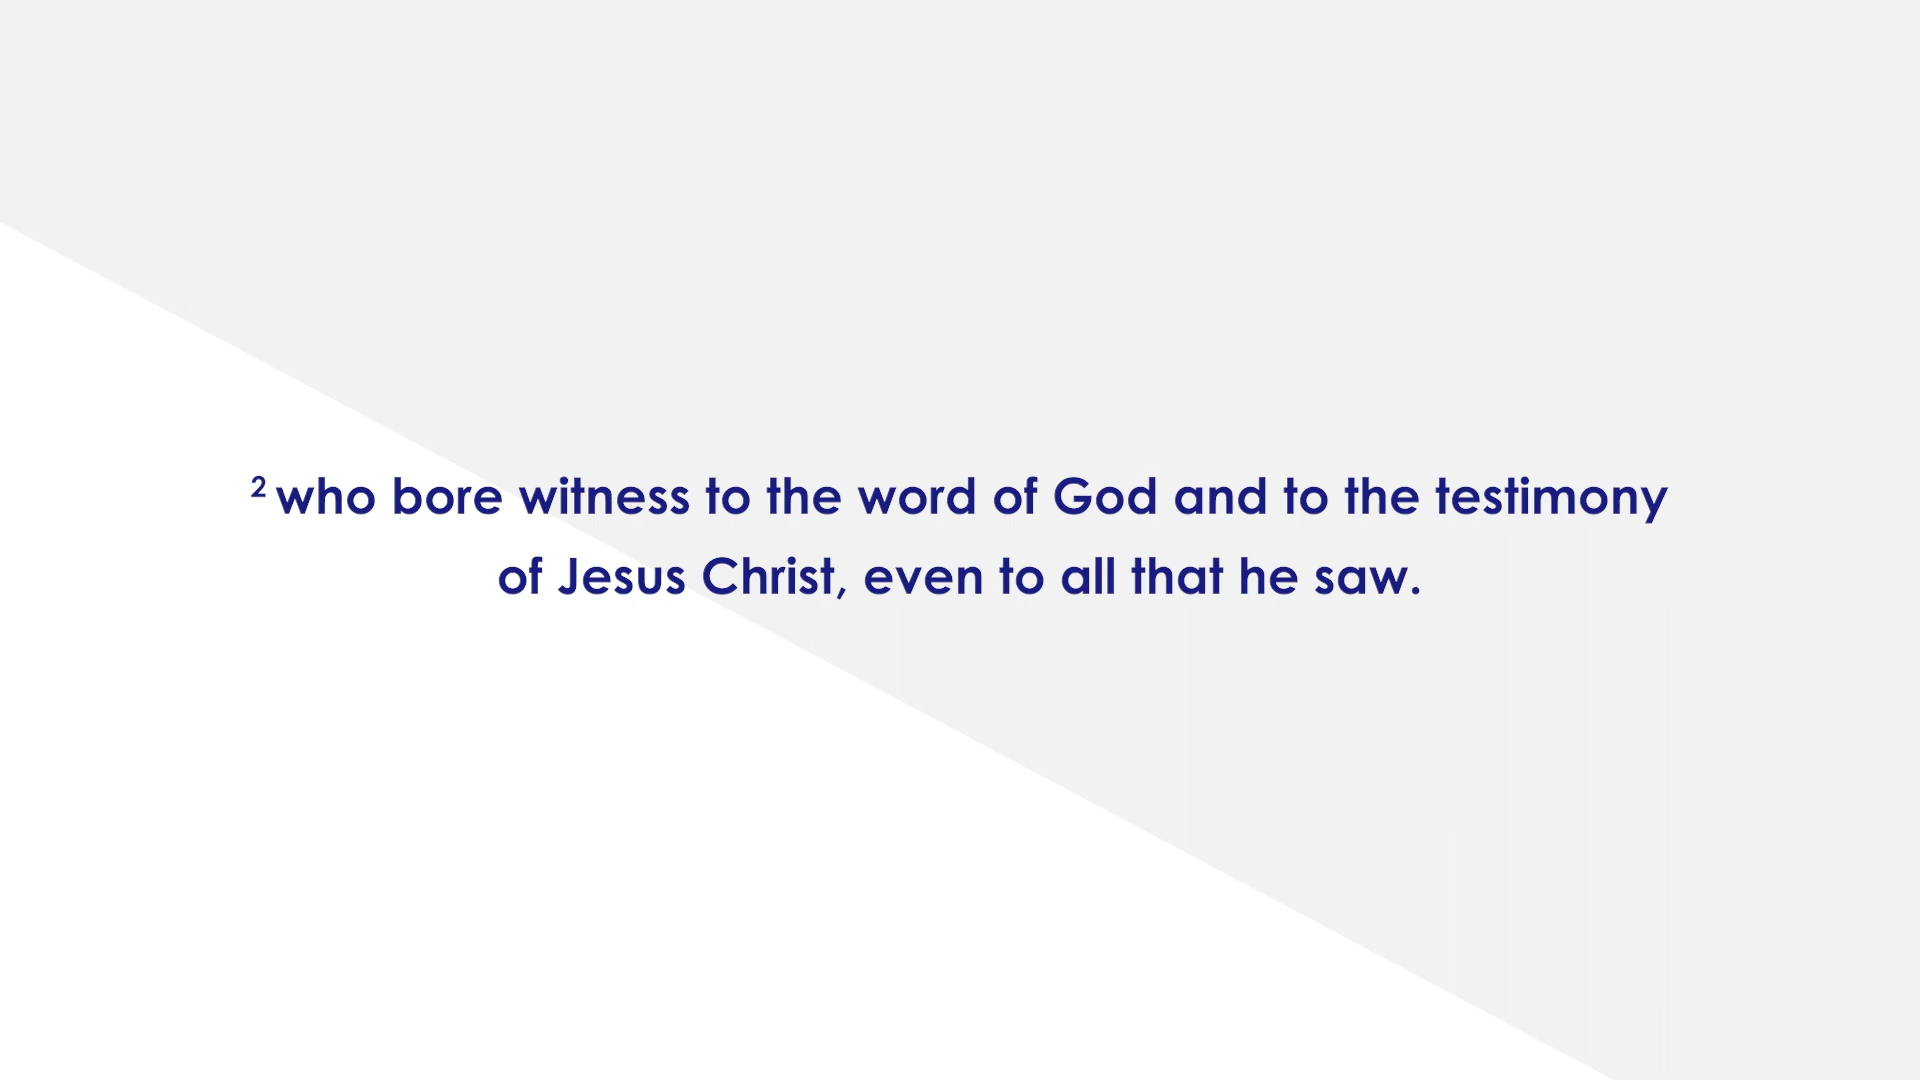 ² who bore witness to the word of God and to the testimony
of Jesus Christ, even to all that he saw.